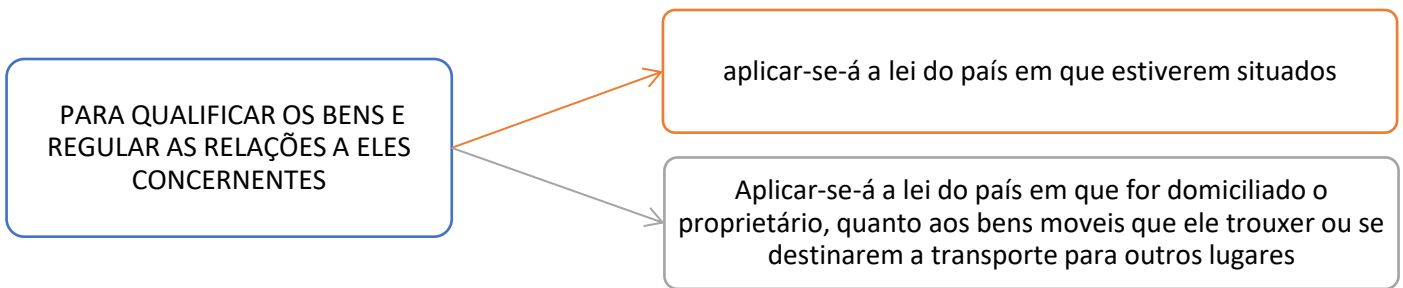 PARA QUALIFICAR OS BENS E
REGULAR AS RELAÇÕES A ELES
CONCERNENTES
aplicar-se-á a lei do país em que estiverem situados
Aplicar-se-á a lei do país em que for domiciliado o
proprietário, quanto aos bens moveis que ele trouxer ou se
destinarem a transporte para outros lugares